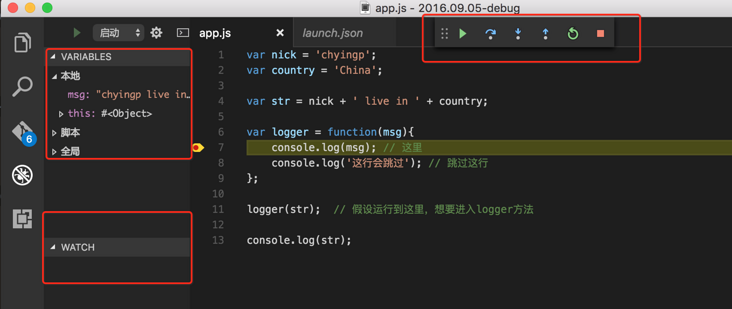 app.js - 2016.09.05-debug
启动
app.js
launch.json
VARIABLES
本地
msg: "chyingp live in…
this: #<Object>
脚本
全局
6
WATCH
1 var nick = 'chyingp';
2 var country = 'China';
3
4 var str = nick + ' live in ' + country;
5
6 var logger = function(msg){
7 console.log(msg); // 这里
8 console.log('这行会跳过'); // 跳过这行
9 };
10
11 logger(str);  // 假设运行到这里，想要进入logger方法
12
13 console.log(str);